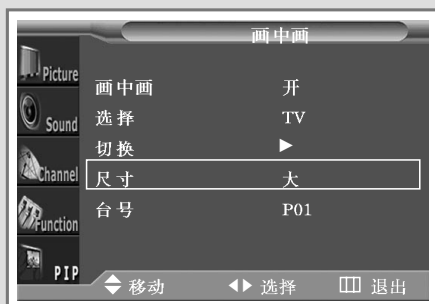 画中画
Picture
Sound
Channel
Function
PIP
画中画 开
选择 TV
切换 ▶
尺寸 大
台号 P01
移动 选择 退出